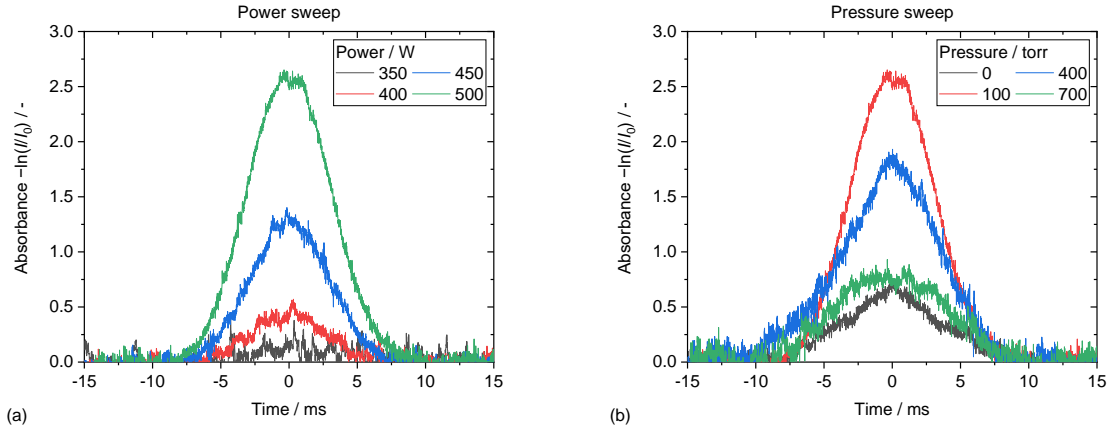 Power sweep
Power / W
350 450
400 500
3.0
2.5
2.0
1.5
1.0
0.5
0.0
Absorbance −ln(I/I₀) / -
-15 -10 -5 0 5 10 15
Time / ms
(a)
Pressure sweep
Pressure / torr
0 400
100 700
3.0
2.5
2.0
1.5
1.0
0.5
0.0
Absorbance −ln(I/I₀) / -
-15 -10 -5 0 5 10 15
Time / ms
(b)